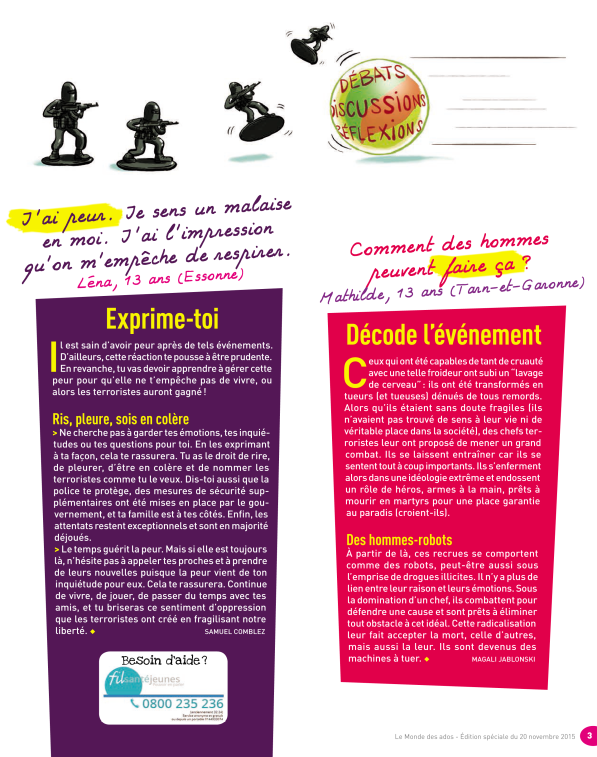 DÉBATS
DISCUSSIONS
RÉFLEXIONS
J'ai peur. Je sens un malaise
en moi. J'ai l'impression
qu'on m'empêche de respirer.
Léna, 13 ans (Essonne)
Exprime-toi
Il est sain d'avoir peur après de tels événements.
D'ailleurs, cette réaction te pousse à être prudente.
En revanche, tu vas devoir apprendre à gérer cette
peur pour qu'elle ne t'empêche pas de vivre, ou
alors les terroristes auront gagné !
Ris, pleure, sois en colère
> Ne cherche pas à garder tes émotions, tes inquié-
tudes ou tes questions pour toi. En les exprimant
à ta façon, cela te rassurera. Tu as le droit de rire,
de pleurer, d'être en colère et de nommer les
terroristes comme tu le veux. Dis-toi aussi que la
police te protège, des mesures de sécurité sup-
plémentaires ont été mises en place par le gou-
vernement, et ta famille est à tes côtés. Enfin, les
attentats restent exceptionnels et sont en majorité
déjoués.
> Le temps guérit la peur. Mais si elle est toujours
là, n'hésite pas à appeler tes proches et à prendre
de leurs nouvelles puisque la peur vient de ton
inquiétude pour eux. Cela te rassurera. Continue
de vivre, de jouer, de passer du temps avec tes
amis, et tu briseras ce sentiment d'oppression
que les terroristes ont créé en fragilisant notre
liberté. SAMUEL COMBLEZ
Besoin d'aide ?
fil santé jeunes
0800 235 236
Comment des hommes
peuvent faire ça ?
Mathilde, 13 ans (Tarn-et-Garonne)
Décode l'événement
Ceux qui ont été capables de tant de cruauté
avec une telle froideur ont subi un "lavage
de cerveau" : ils ont été transformés en
tueurs (et tueuses) dénués de tous remords.
Alors qu'ils étaient sans doute fragiles (ils
n'avaient pas trouvé de sens à leur vie ni de
véritable place dans la société), des chefs ter-
roristes leur ont proposé de mener un grand
combat. Ils se laissent entraîner car ils se
sentent tout à coup importants. Ils s'enferment
alors dans une idéologie extrême et endossent
un rôle de héros, armes à la main, prêts à
mourir en martyrs pour une place garantie
au paradis (croient-ils).
Des hommes-robots
À partir de là, ces recrues se comportent
comme des robots, peut-être aussi sous
l'emprise de drogues illicites. Il n'y a plus de
lien entre leur raison et leurs émotions. Sous
la domination d'un chef, ils combattent pour
défendre une cause et sont prêts à éliminer
tout obstacle à cet idéal. Cette radicalisation
leur fait accepter la mort, celle d'autres,
mais aussi la leur. Ils sont devenus des
machines à tuer. MAGALI JABLONSKI
Le Monde des ados - Édition spéciale du 20 novembre 2015 3